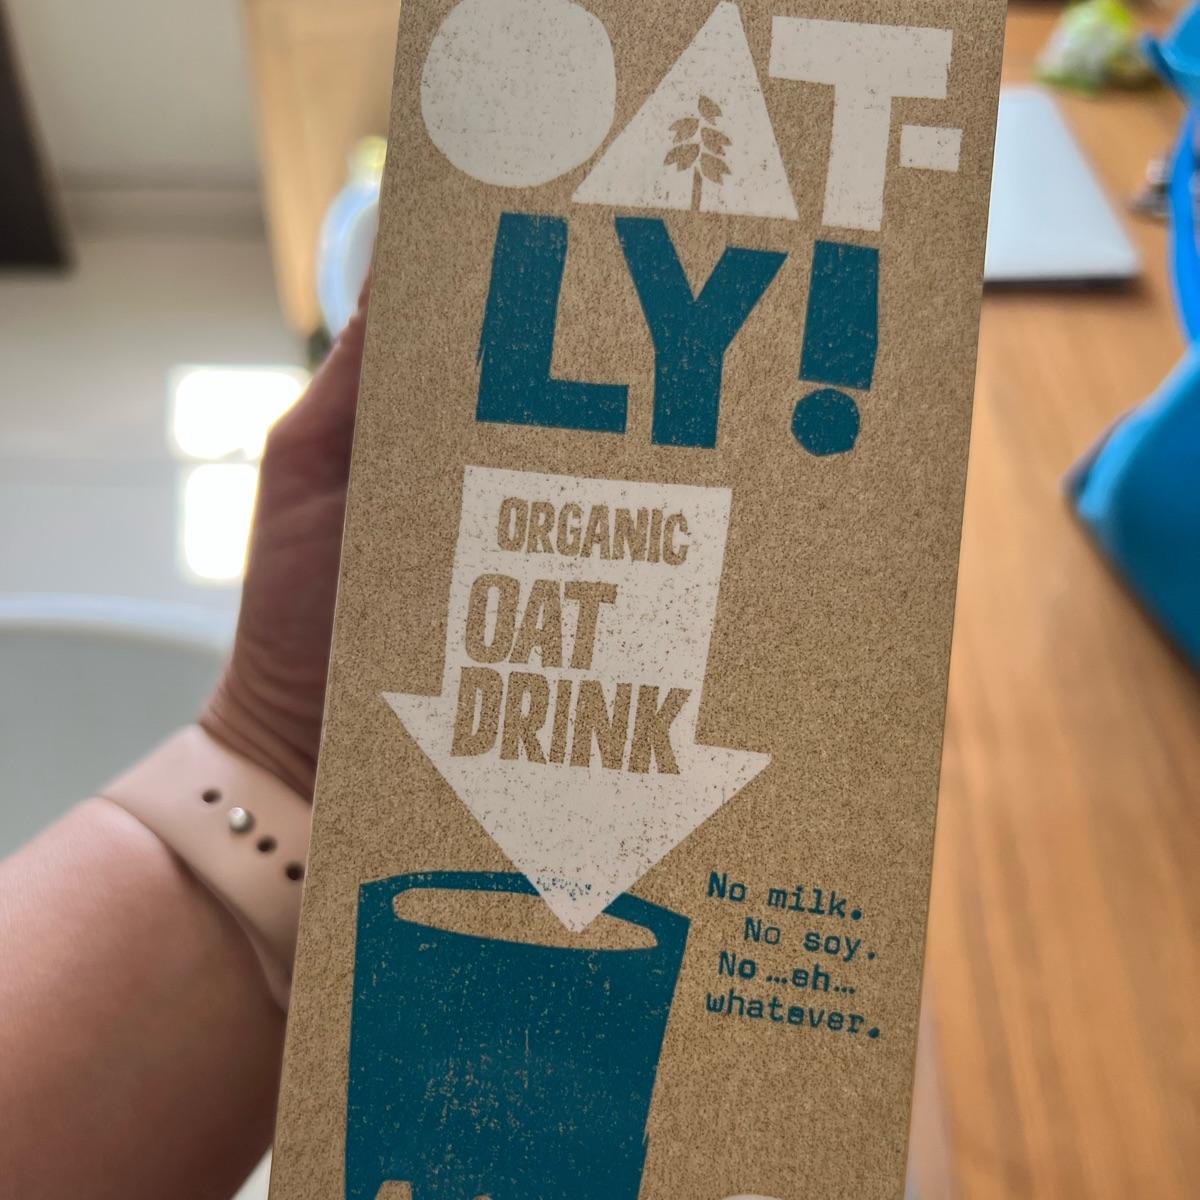 OAT-
LY!
ORGANIC
OAT
DRINK
No milk.
No soy.
No …eh…
whatever.